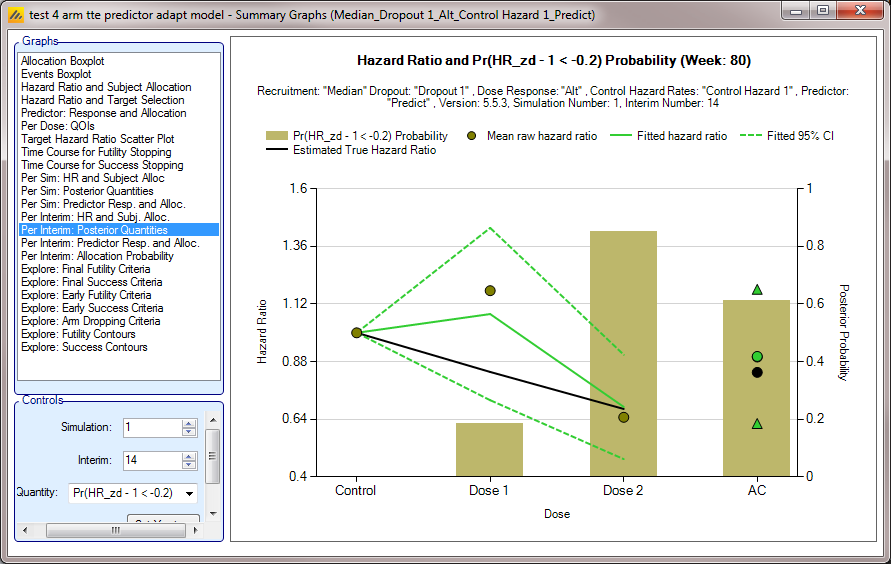 test 4 arm tte predictor adapt model - Summary Graphs (Median_Dropout 1_Alt_Control Hazard 1_Predict)
Graphs
Allocation Boxplot
Events Boxplot
Hazard Ratio and Subject Allocation
Hazard Ratio and Target Selection
Predictor: Response and Allocation
Per Dose: QOIs
Target Hazard Ratio Scatter Plot
Time Course for Futility Stopping
Time Course for Success Stopping
Per Sim: HR and Subject Alloc
Per Sim: Posterior Quantities
Per Sim: Predictor Resp. and Alloc.
Per Interim: HR and Subj. Alloc.
Per Interim: Posterior Quantities
Per Interim: Predictor Resp. and Alloc.
Per Interim: Allocation Probability
Explore: Final Futility Criteria
Explore: Final Success Criteria
Explore: Early Futility Criteria
Explore: Early Success Criteria
Explore: Arm Dropping Criteria
Explore: Futility Contours
Explore: Success Contours
Controls
Simulation: 1
Interim: 14
Quantity: Pr(HR_zd - 1 < -0.2)
Hazard Ratio and Pr(HR_zd - 1 < -0.2) Probability (Week: 80)
Recruitment: "Median" Dropout: "Dropout 1" , Dose Response: "Alt" , Control Hazard Rates: "Control Hazard 1" , Predictor:
"Predict" , Version: 5.5.3, Simulation Number: 1, Interim Number: 14
Pr(HR_zd - 1 < -0.2) Probability
Mean raw hazard ratio
Fitted hazard ratio
Fitted 95% CI
Estimated True Hazard Ratio
Hazard Ratio
1.6
1.36
1.12
0.88
0.64
0.4
1
0.8
0.6
0.4
0.2
0
Posterior Probability
Control
Dose 1
Dose 2
AC
Dose